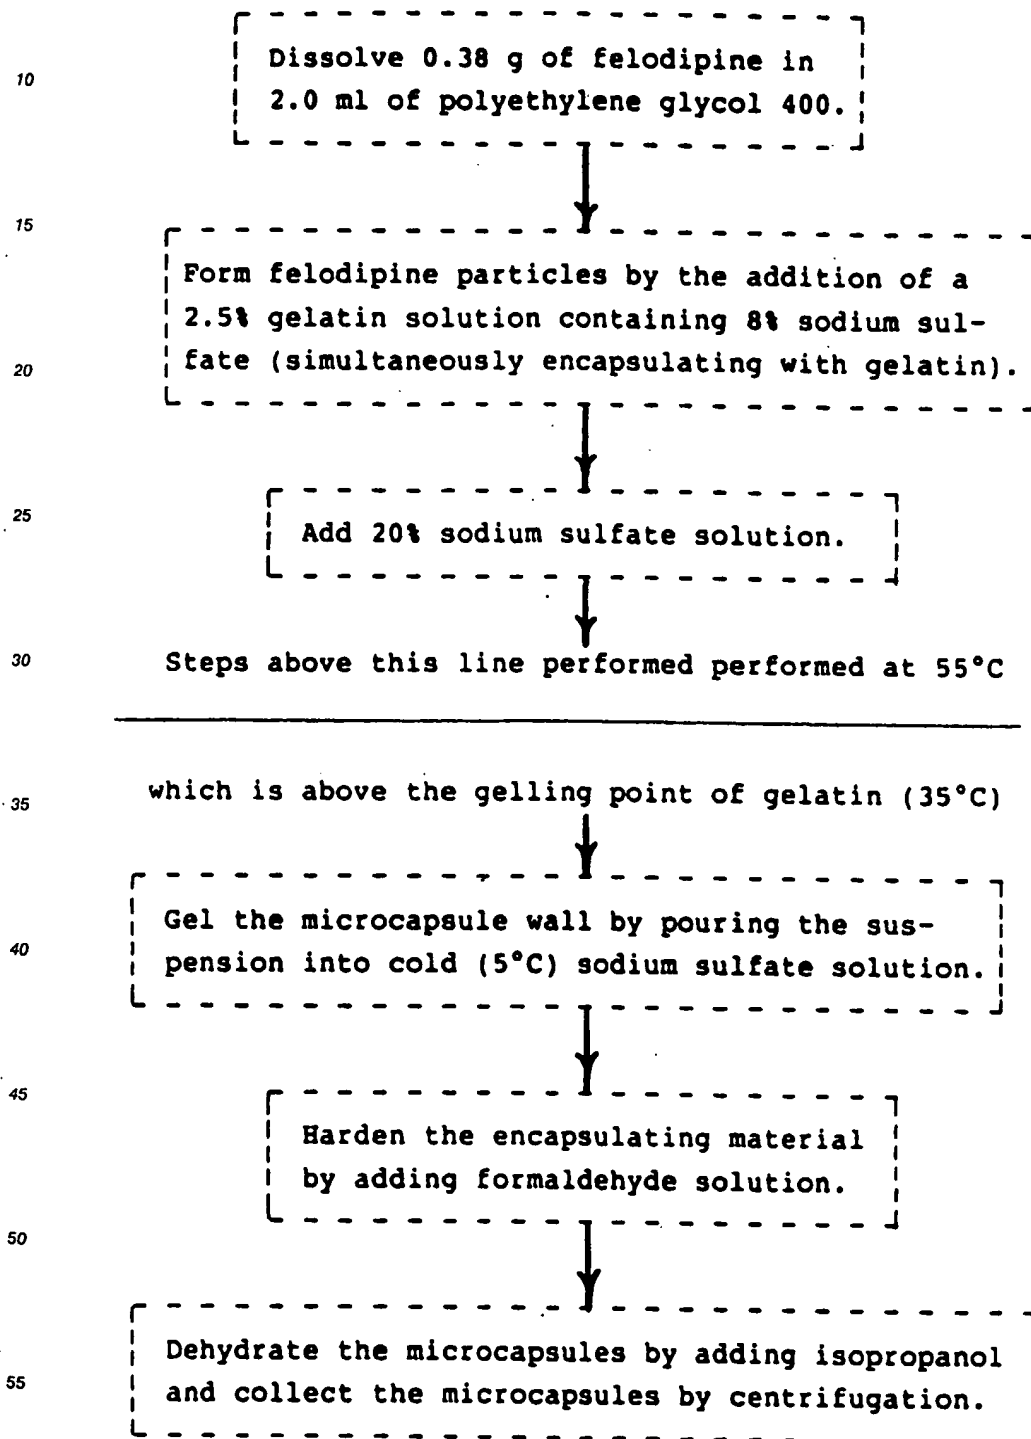 10
Dissolve 0.38 g of felodipine in
2.0 ml of polyethylene glycol 400.
15
Form felodipine particles by the addition of a
2.5% gelatin solution containing 8% sodium sul-
20
fate (simultaneously encapsulating with gelatin).
25
Add 20% sodium sulfate solution.
30
Steps above this line performed performed at 55°C
35
which is above the gelling point of gelatin (35°C)
Gel the microcapsule wall by pouring the sus-
40
pension into cold (5°C) sodium sulfate solution.
45
Harden the encapsulating material
by adding formaldehyde solution.
50
Dehydrate the microcapsules by adding isopropanol
55
and collect the microcapsules by centrifugation.